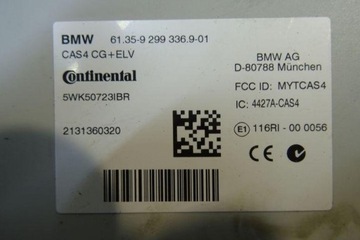 BMW 61.35-9 299 336.9-01
CAS4 CG+ELV
Continental
5WK50723IBR
2131360320
BMW AG
D-80788 München
FCC ID: MYTCAS4
IC: 4427A-CAS4
E1 116RI - 00 0056
CE